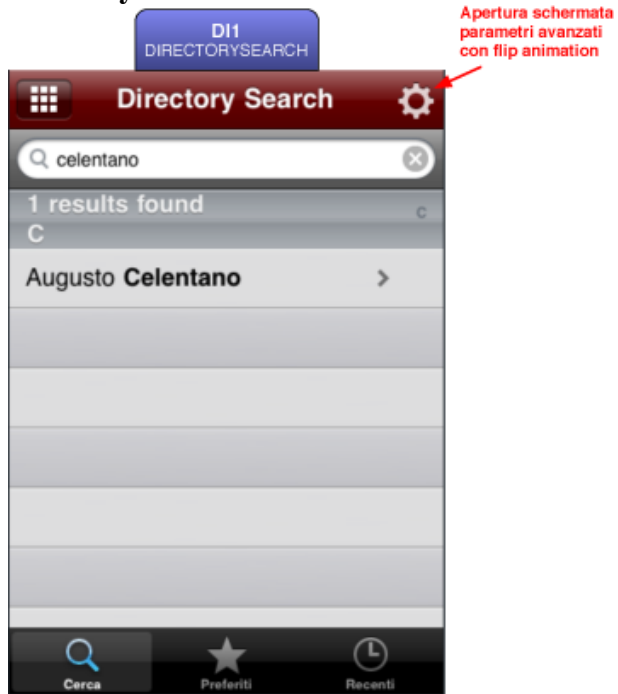 DI1
DIRECTORYSEARCH
Apertura schermata
parametri avanzati
con flip animation
Directory Search
celentano
1 results found
C
C
Augusto Celentano
Cerca
Preferiti
Recenti